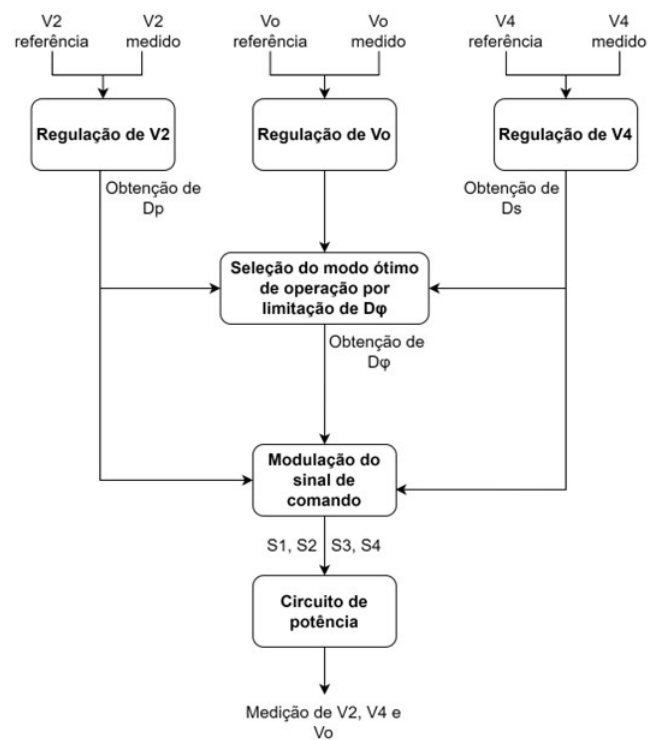 V2
referência
V2
medido
Vo
referência
Vo
medido
V4
referência
V4
medido
Regulação de V2
Regulação de Vo
Regulação de V4
Obtenção de
Dp
Obtenção de
Ds
Seleção do modo ótimo
de operação por
limitação de Dφ
Obtenção de
Dφ
Modulação do
sinal de
comando
S1, S2
S3, S4
Circuito de
potência
Medição de V2, V4 e
Vo